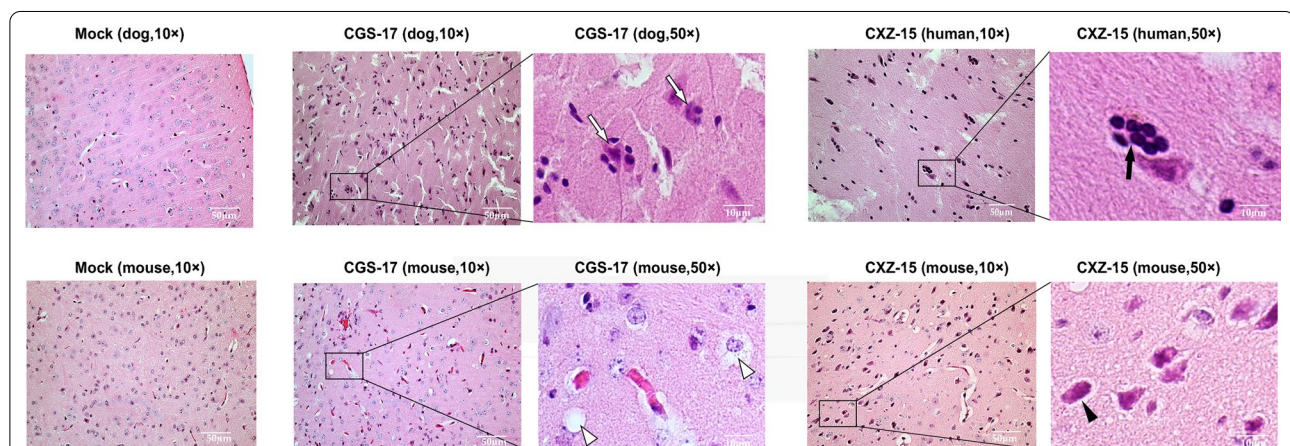 Mock (dog,10×)
CGS-17 (dog,10×)
CGS-17 (dog,50×)
CXZ-15 (human,10×)
CXZ-15 (human,50×)
50μm
50μm
10μm
50μm
10μm
Mock (mouse,10×)
CGS-17 (mouse,10×)
CGS-17 (mouse,50×)
CXZ-15 (mouse,10×)
CXZ-15 (mouse,50×)
50μm
50μm
10μm
50μm
10μm